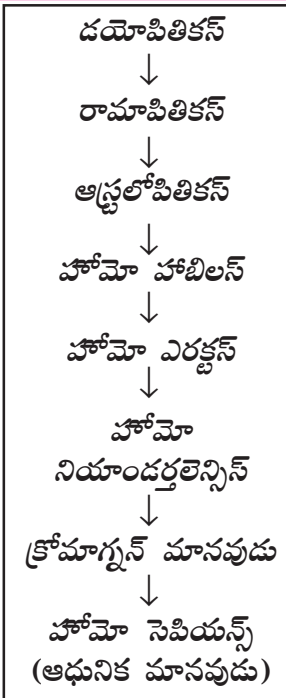 డయోపితికస్
↓
రామాపితికస్
↓
ఆస్ట్రలోపితికస్
↓
హోమో హాబిలస్
↓
హోమో ఎరక్టస్
↓
హోమో
నియాండర్తలెన్సిస్
↓
క్రోమాగ్నన్ మానవుడు
↓
హోమో సెపియన్స్
(ఆధునిక మానవుడు)